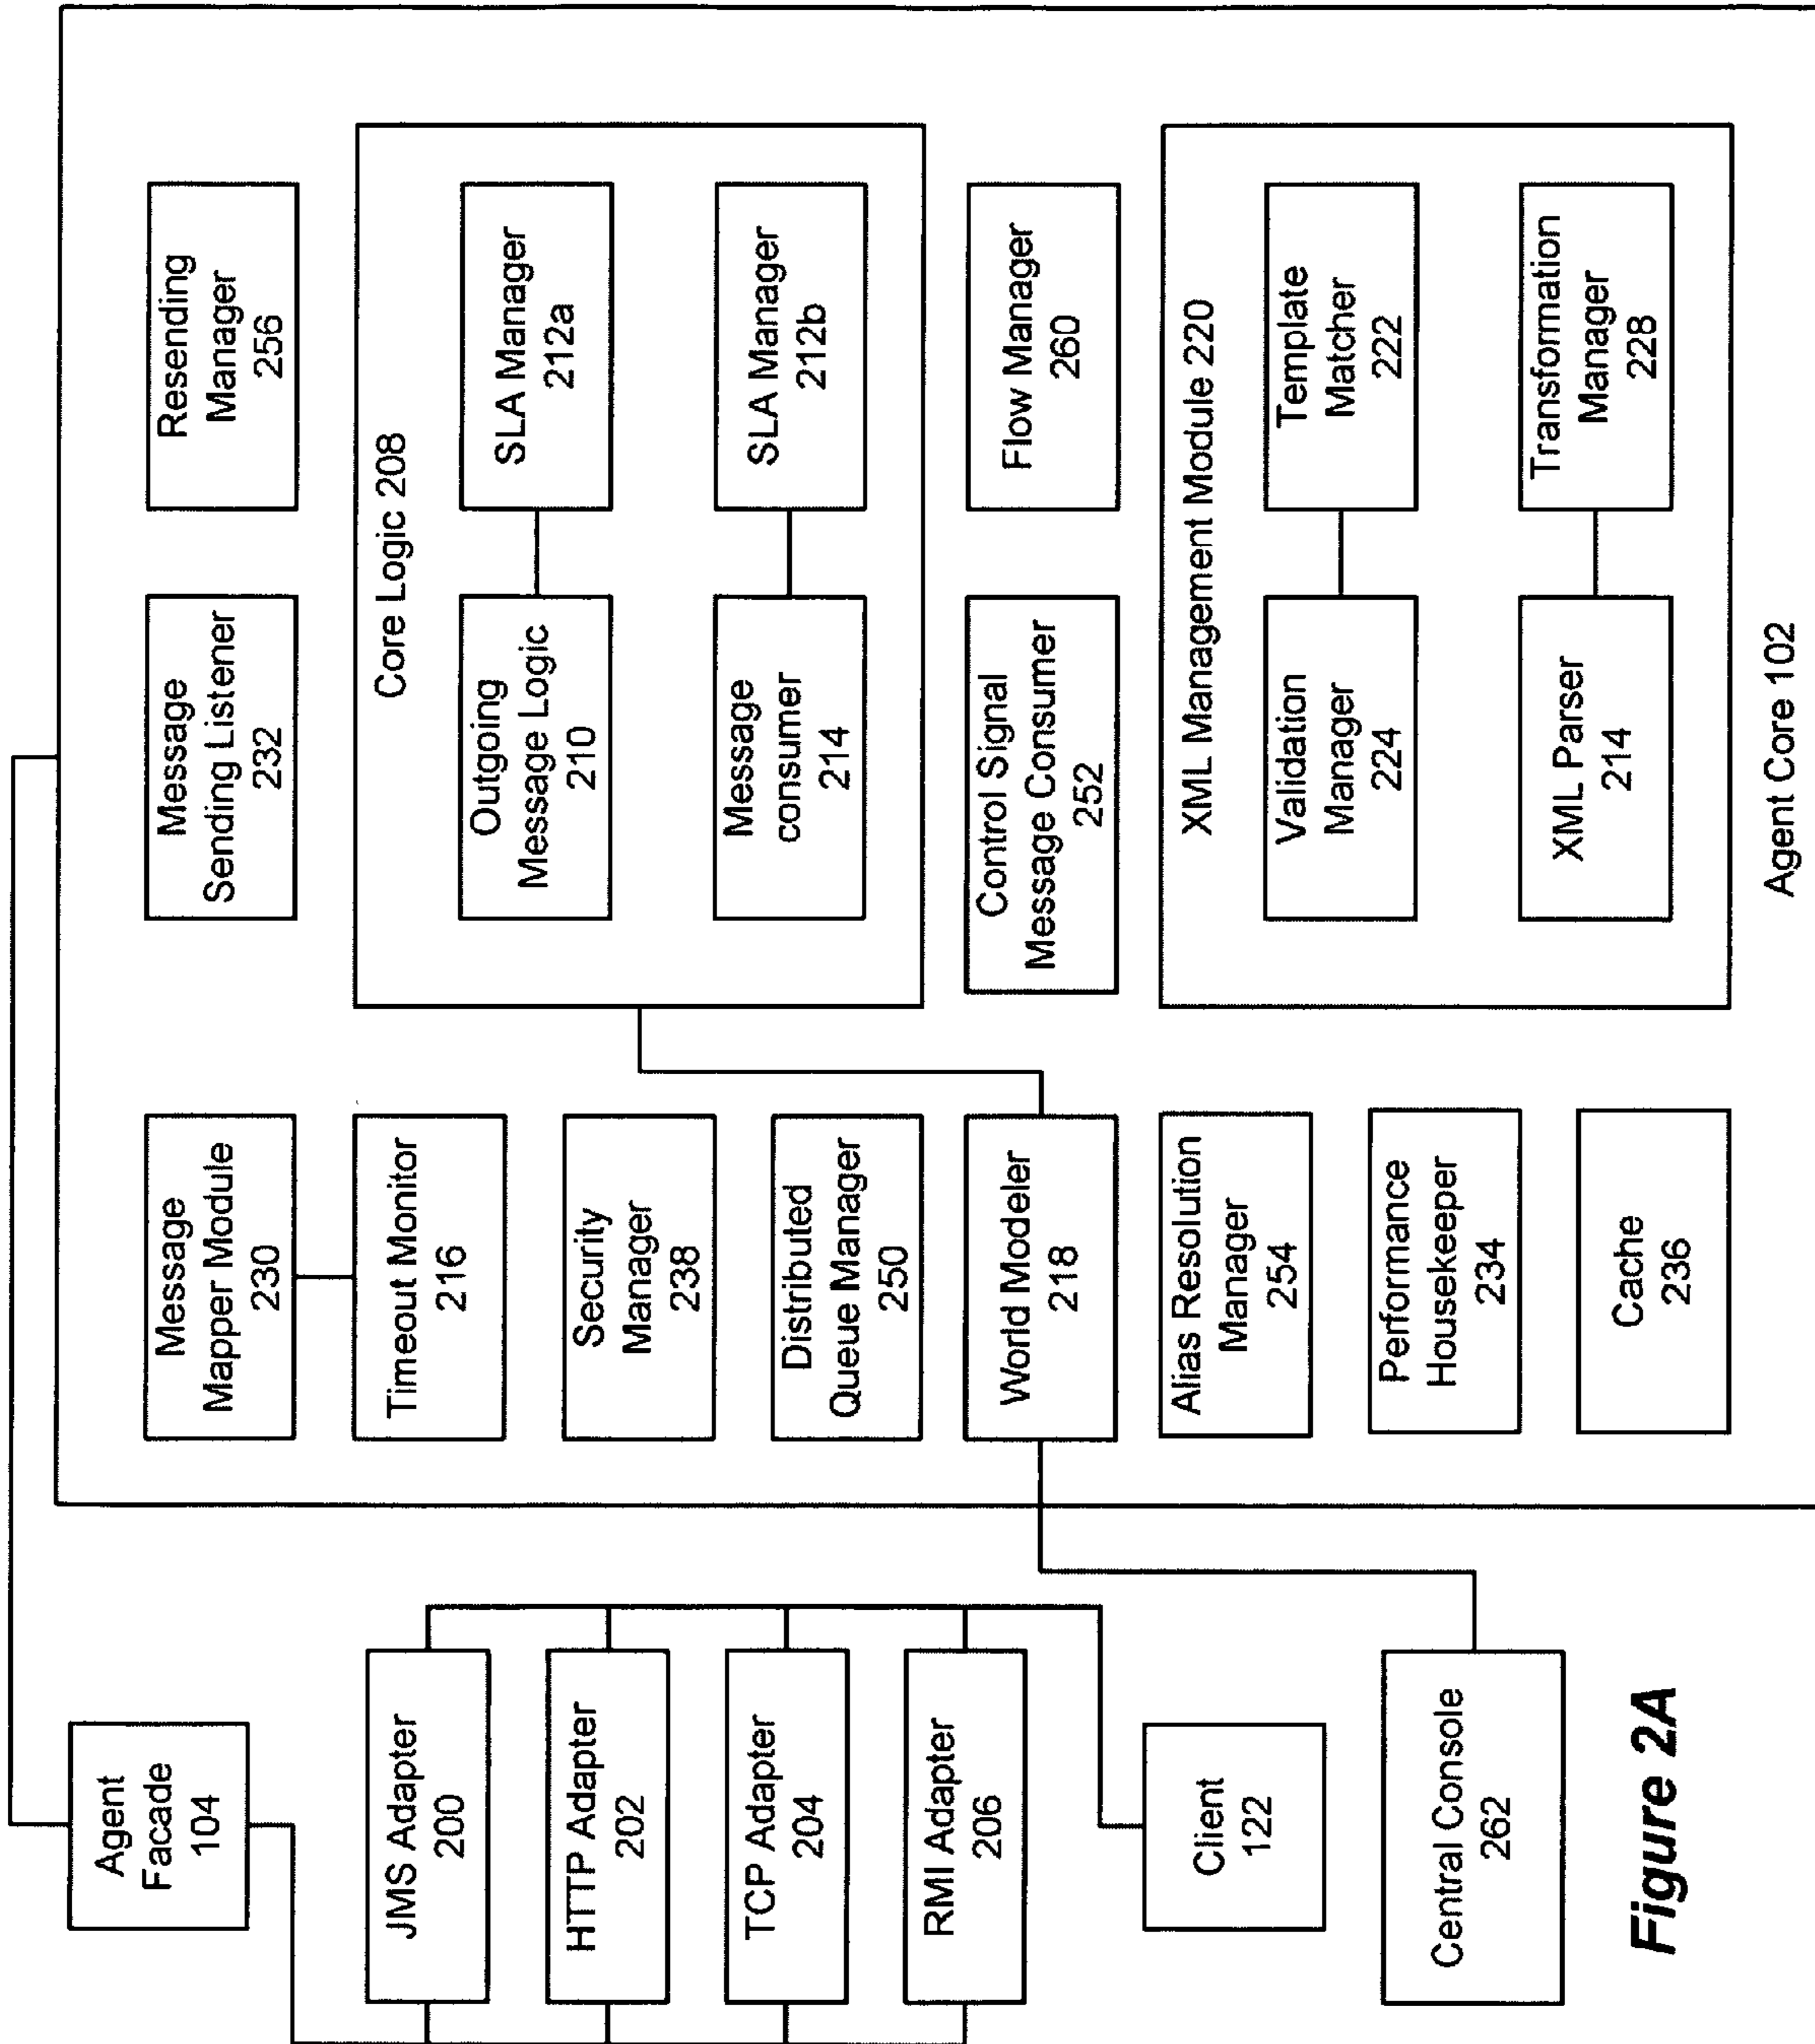 Agent
Facade
104
JMS Adapter
200
HTTP Adapter
202
TCP Adapter
204
RMI Adapter
206
Client
122
Central Console
262
Figure 2A
Message
Mapper Module
230
Timeout Monitor
216
Security
Manager
238
Distributed
Queue Manager
250
World Modeler
218
Alias Resolution
Manager
254
Performance
Housekeeper
234
Cache
236
Message
Sending Listener
232
Resending
Manager
256
Core Logic 208
Outgoing
Message Logic
210
SLA Manager
212a
Message
consumer
214
SLA Manager
212b
Control Signal
Message Consumer
252
Flow Manager
260
XML Management Module 220
Validation
Manager
224
Template
Matcher
222
XML Parser
214
Transformation
Manager
228
Agent Core 102